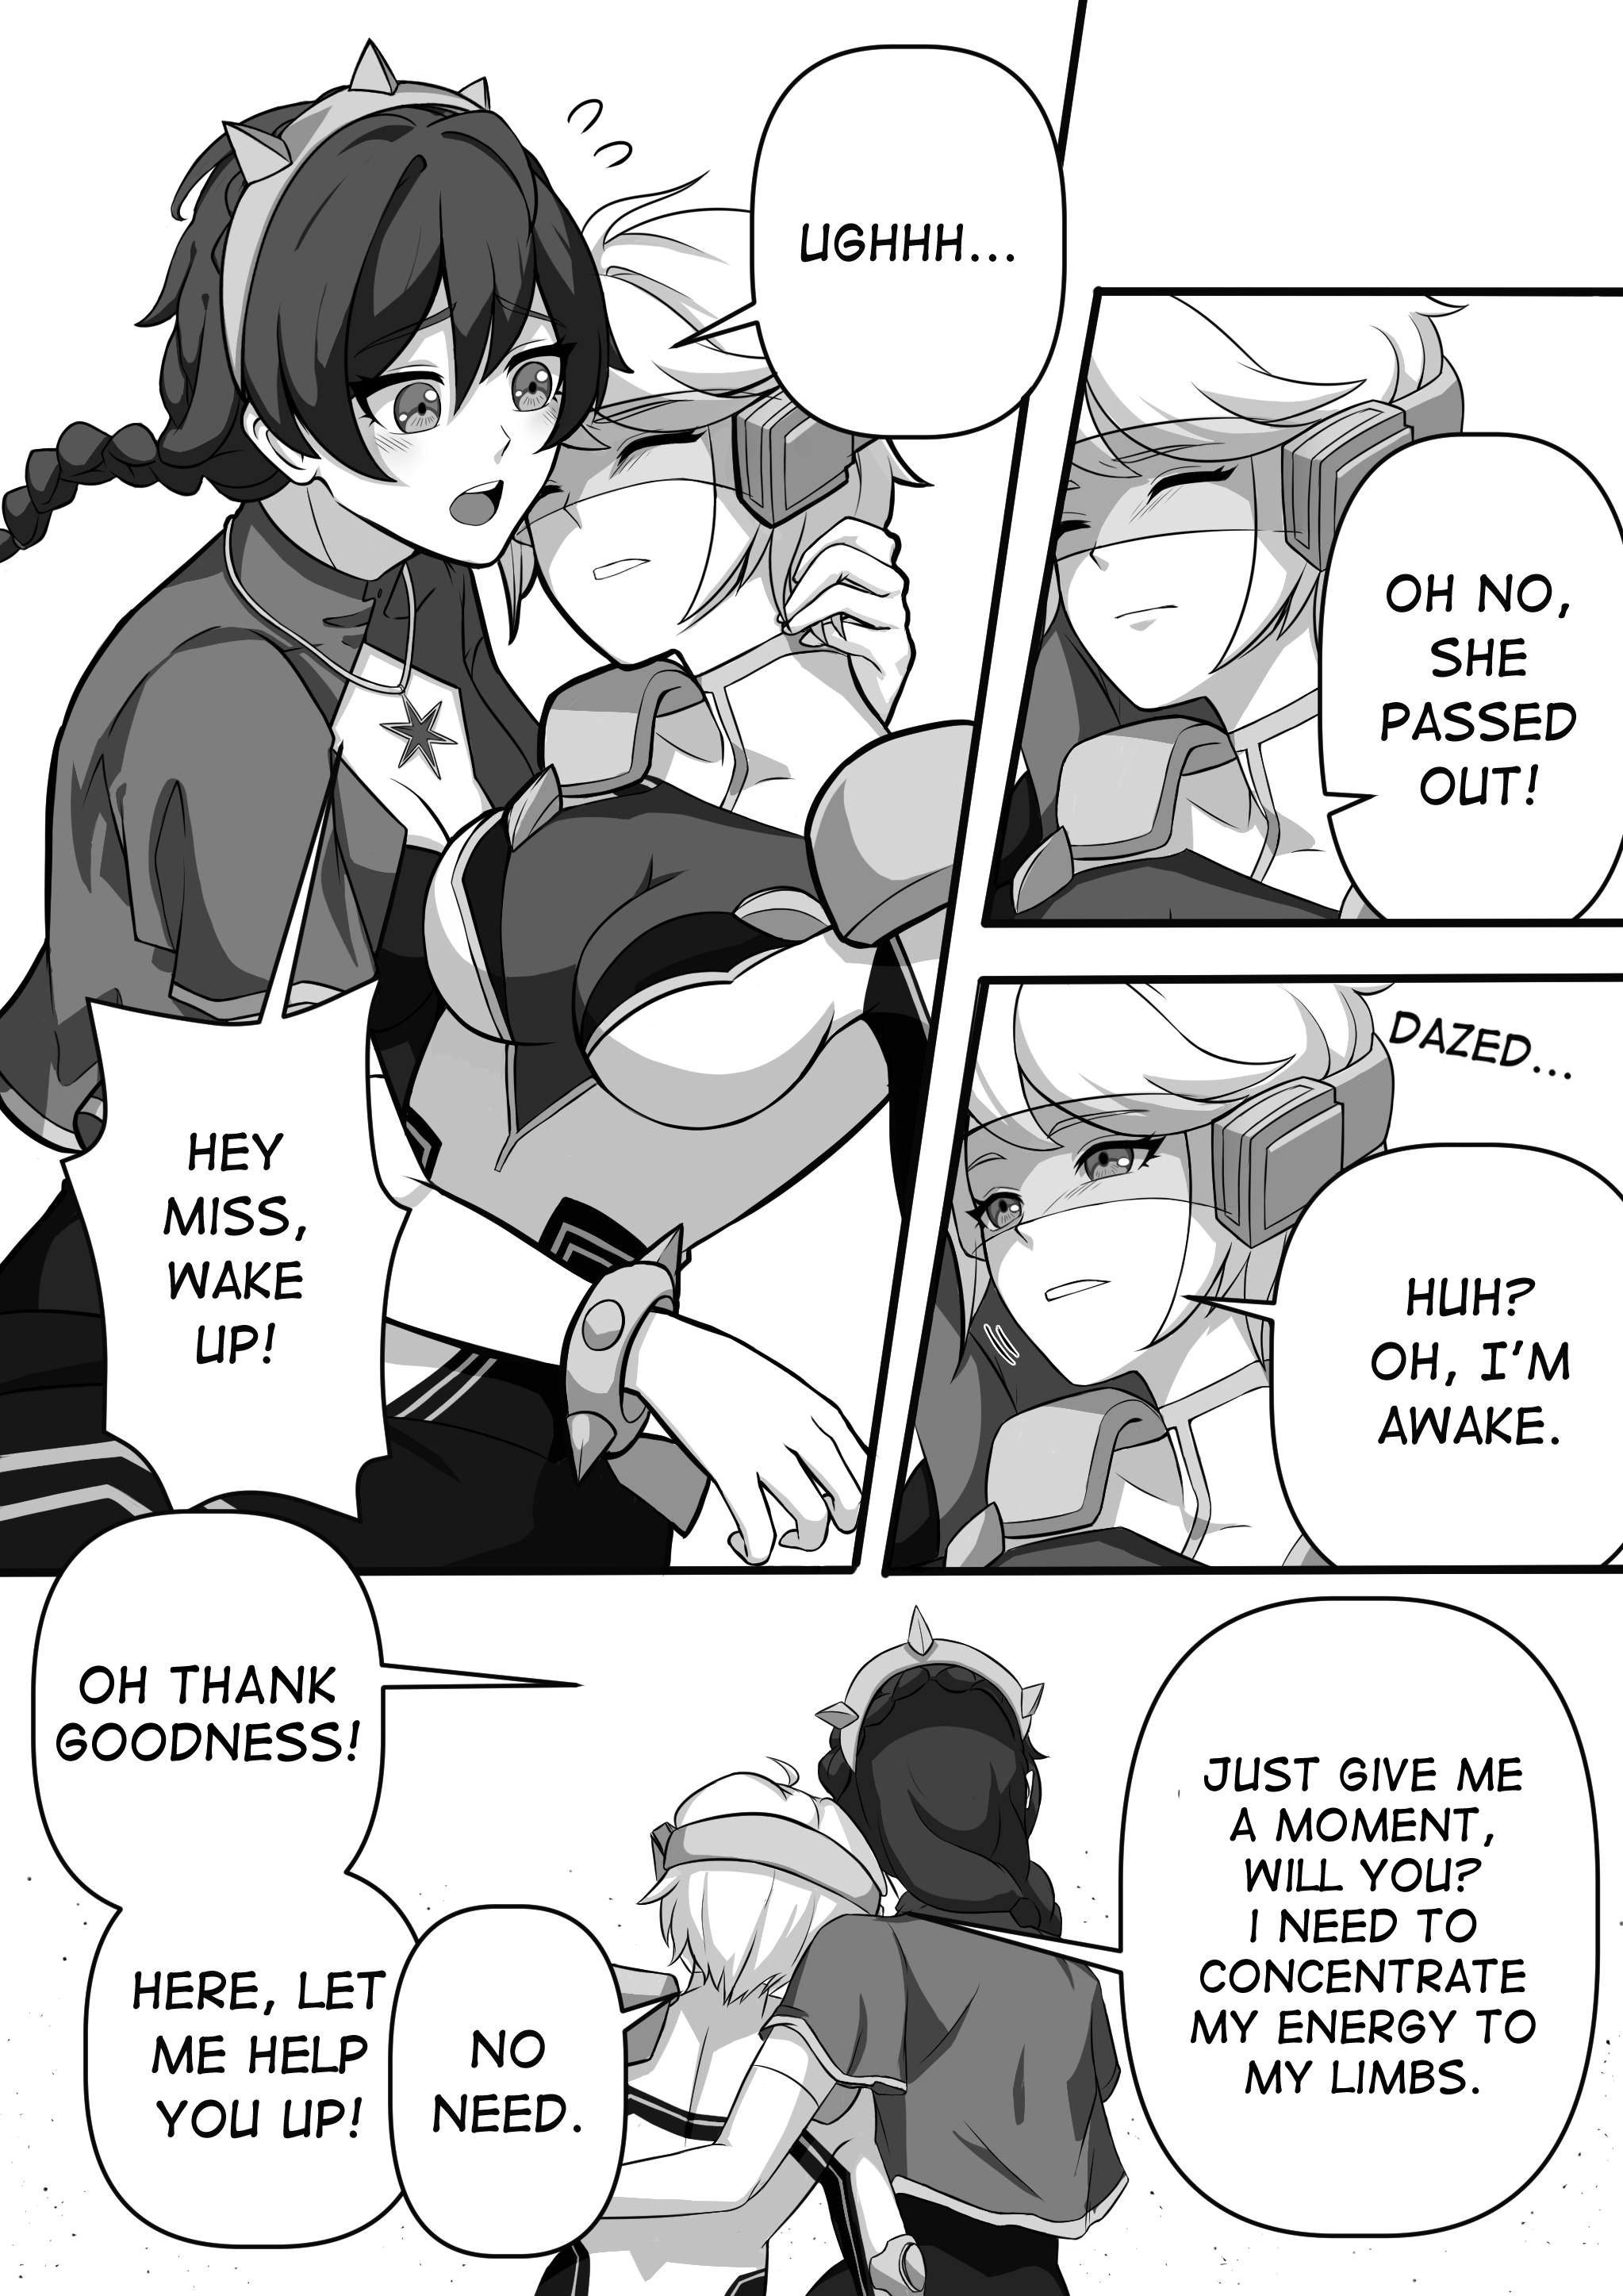 UGHHH...
HEY
MISS,
WAKE
UP!
OH NO,
SHE
PASSED
OUT!
DAZED...
HUH?
OH, I'M
AWAKE.
OH THANK
GOODNESS!
HERE, LET
ME HELP
YOU UP!
NO
NEED.
JUST GIVE ME
A MOMENT,
WILL YOU?
I NEED TO
CONCENTRATE
MY ENERGY TO
MY LIMBS.